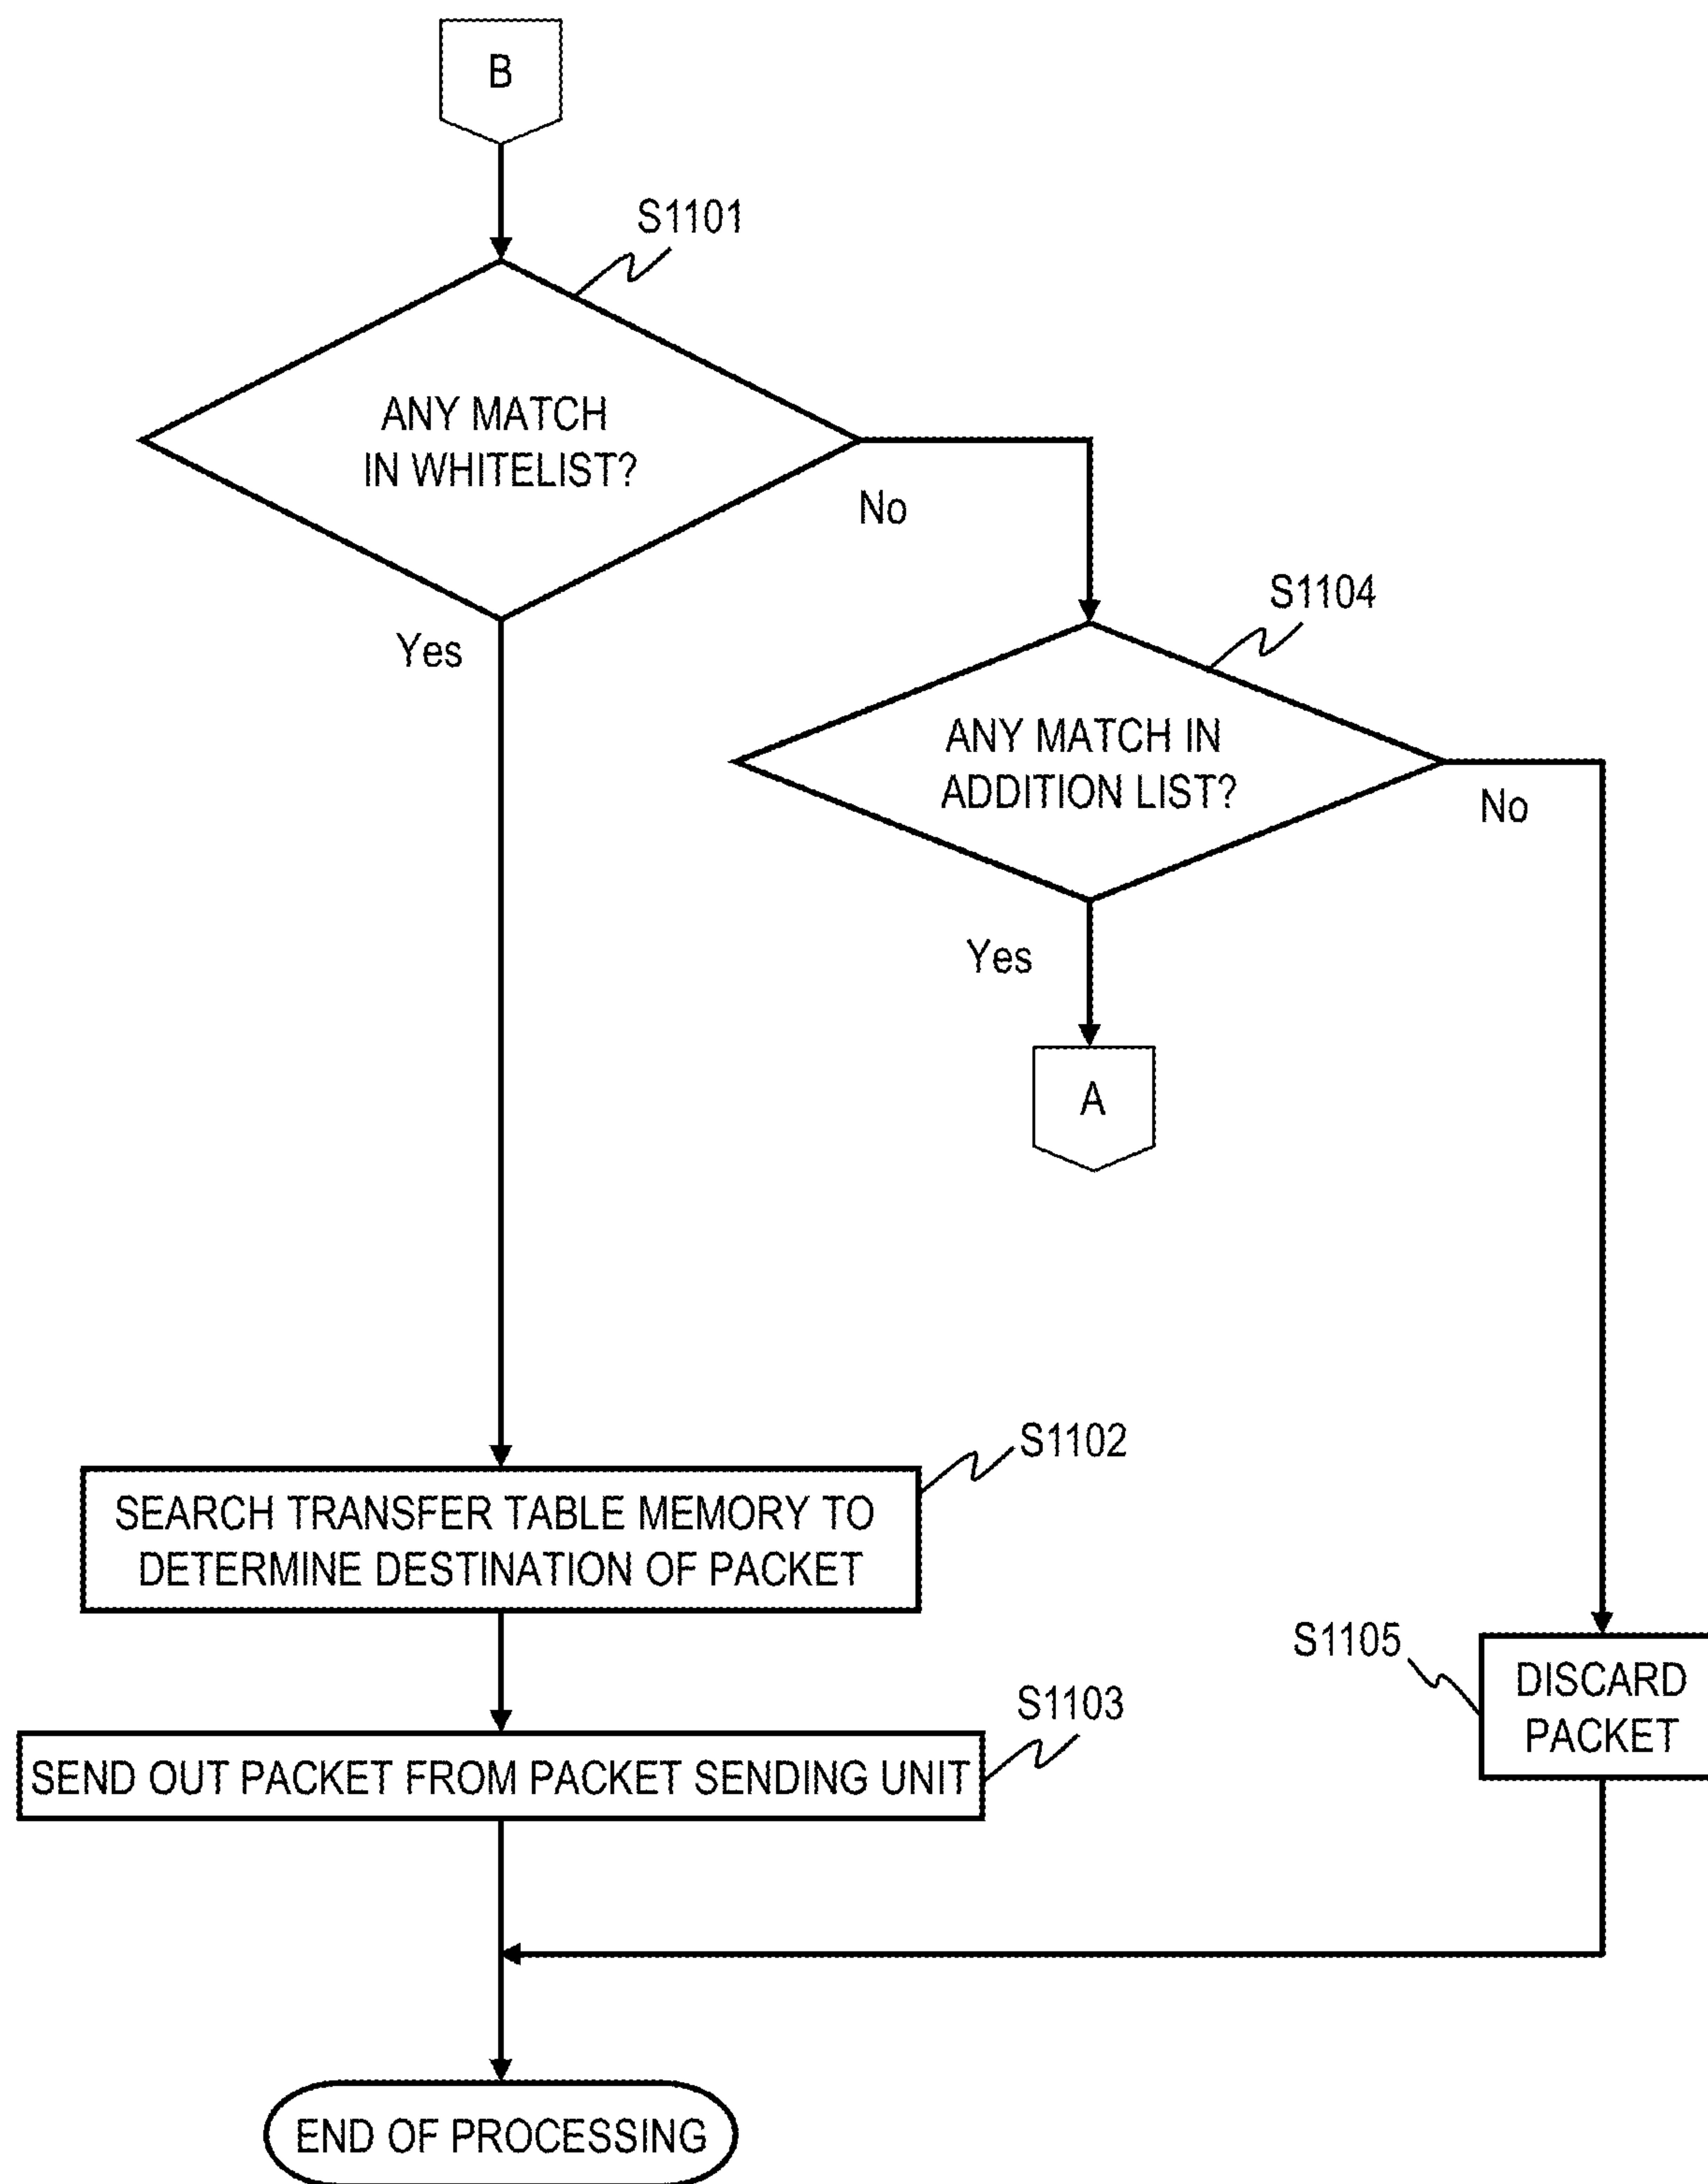 B
S1101
ANY MATCH
IN WHITELIST?
No
Yes
S1104
ANY MATCH IN
ADDITION LIST?
No
Yes
A
S1102
SEARCH TRANSFER TABLE MEMORY TO
DETERMINE DESTINATION OF PACKET
S1103
SEND OUT PACKET FROM PACKET SENDING UNIT
S1105
DISCARD
PACKET
END OF PROCESSING